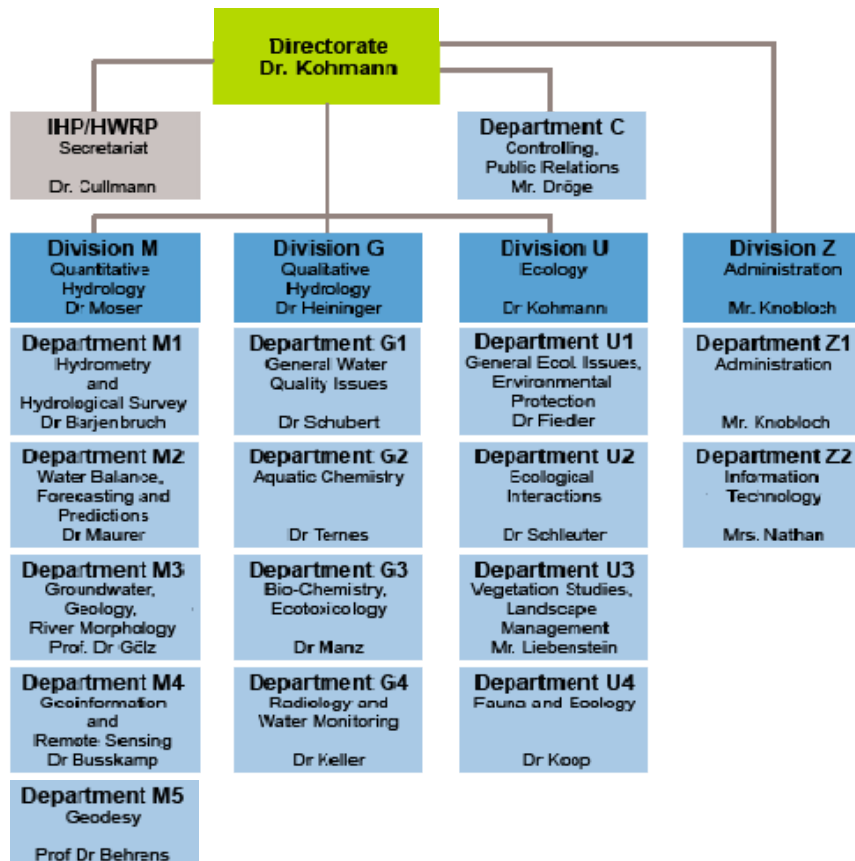 Directorate
Dr. Kohmann
IHP/HWRP
Secretariat
Dr. Cullmann
Department C
Controlling,
Public Relations
Mr. Dröge
Division M
Quantitative
Hydrology
Dr Moser
Division G
Qualitative
Hydrology
Dr Heininger
Division U
Ecology
Dr Kohmann
Division Z
Administration
Mr. Knobloch
Department M1
Hydrometry
and
Hydrological Survey
Dr Barjenbruch
Department G1
General Water
Quality Issues
Dr Schubert
Department U1
General Ecol. Issues,
Environmental
Protection
Dr Fiedler
Department Z1
Administration
Mr. Knobloch
Department M2
Water Balance,
Forecasting and
Predictions
Dr Maurer
Department G2
Aquatic Chemistry
Dr Ternes
Department U2
Ecological
Interactions
Dr Schleuter
Department Z2
Information
Technology
Mrs. Nathan
Department M3
Groundwater,
Geology,
River Morphology
Prof. Dr Gölz
Department G3
Bio-Chemistry,
Ecotoxicology
Dr Manz
Department U3
Vegetation Studies,
Landscape
Management
Mr. Liebenstein
Department M4
Geoinformation
and
Remote Sensing
Dr Busskamp
Department G4
Radiology and
Water Monitoring
Dr Keller
Department U4
Fauna and Ecology
Dr Koop
Department M5
Geodesy
Prof Dr Behrens